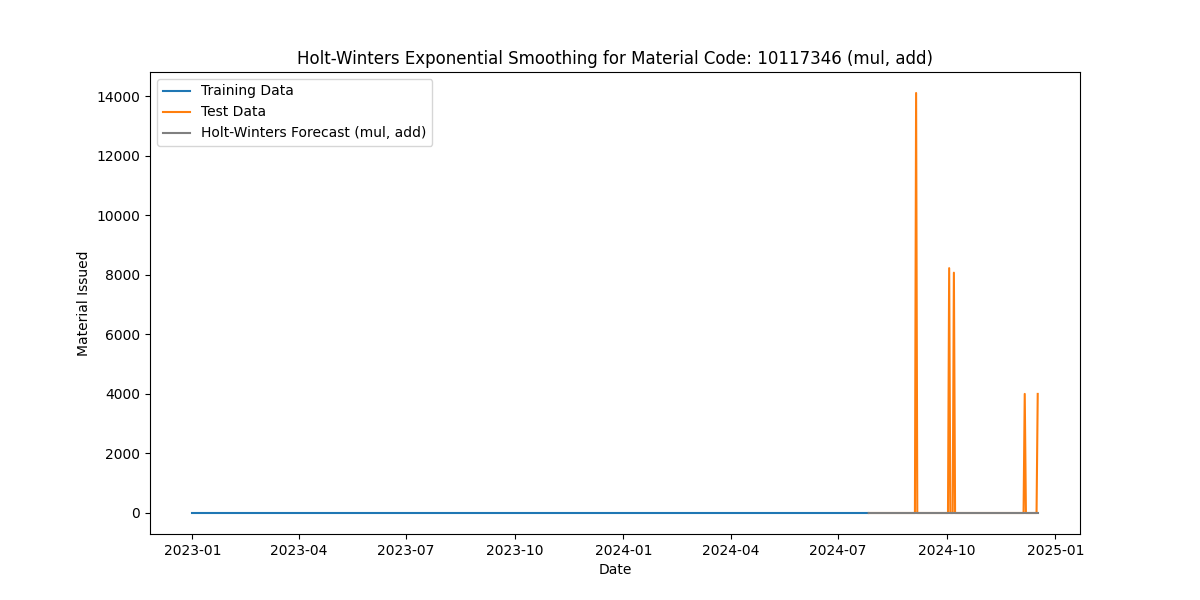 Holt-Winters Exponential Smoothing for Material Code: 10117346 (mul, add)
Training Data
Test Data
Holt-Winters Forecast (mul, add)
Material Issued
14000
12000
10000
8000
6000
4000
2000
0
2023-01 2023-04 2023-07 2023-10 2024-01 2024-04 2024-07 2024-10 2025-01
Date